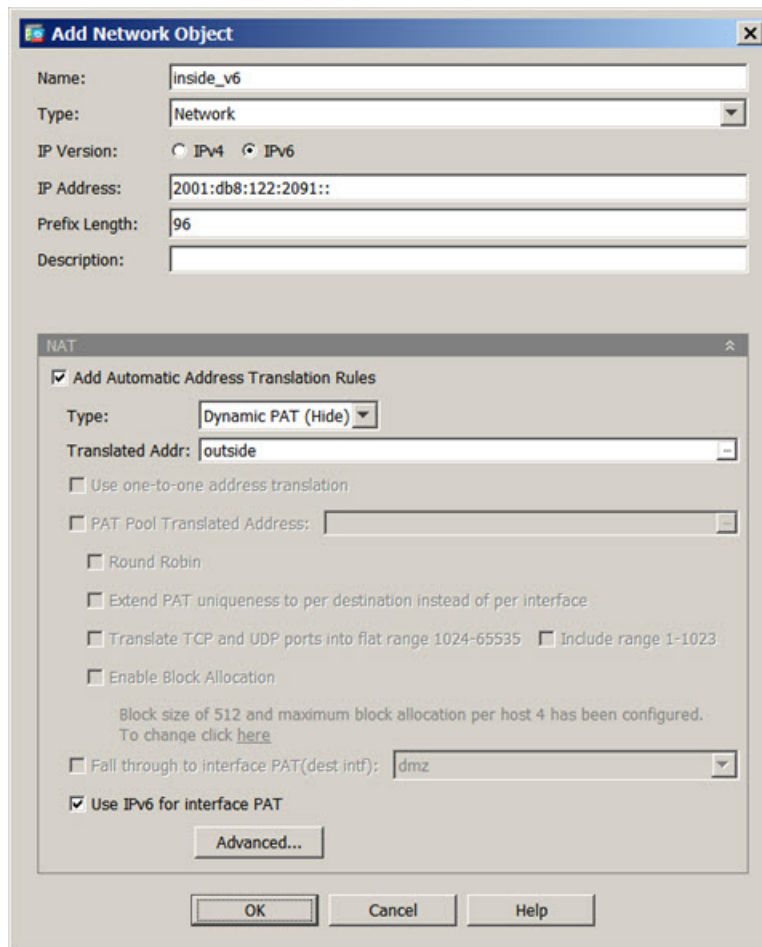 Add Network Object
Name: inside_v6
Type: Network
IP Version: IPv4 IPv6
IP Address: 2001:db8:122:2091::
Prefix Length: 96
Description:
NAT
Add Automatic Address Translation Rules
Type: Dynamic PAT (Hide)
Translated Addr: outside
Use one-to-one address translation
PAT Pool Translated Address:
Round Robin
Extend PAT uniqueness to per destination instead of per interface
Translate TCP and UDP ports into flat range 1024-65535 Include range 1-1023
Enable Block Allocation
Block size of 512 and maximum block allocation per host 4 has been configured.
To change click here
Fall through to interface PAT(dest intf): dmz
Use IPv6 for interface PAT
Advanced...
OK Cancel Help